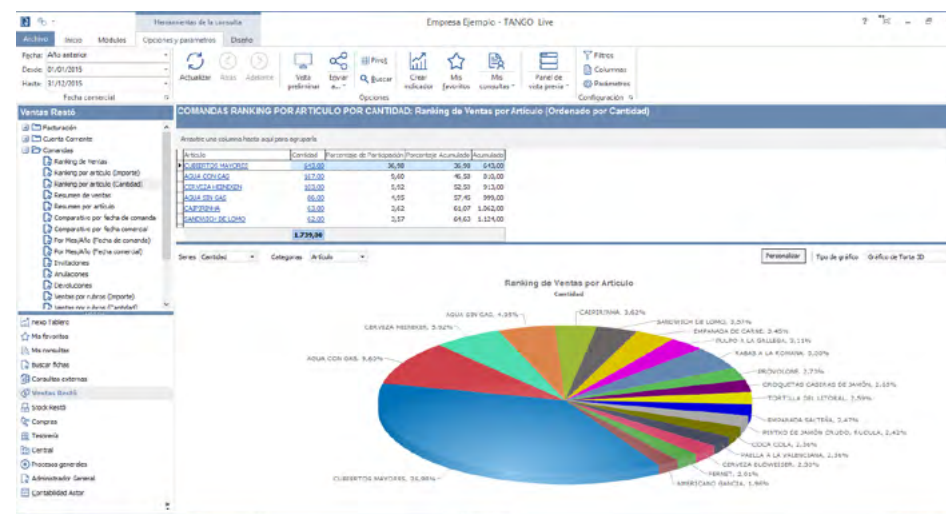 Herramientas de la consulta
Empresa Ejemplo - TANGO Live
Archivo Inicio Módulos Opciones y parámetros Diseño
Fecha: Año anterior
Desde: 01/01/2015
Hasta: 31/12/2015
Fecha comercial
Actualizar Atrás Adelante
Vista preliminar
Enviar a...
Pivot
Buscar
Crear indicador
Mis favoritos
Mis consultas
Panel de vista previa
Opciones
Filtros
Columnas
Parámetros
Configuración
Ventas Restó
COMANDAS RANKING POR ARTICULO POR CANTIDAD: Ranking de Ventas por Artículo (Ordenado por Cantidad)
Facturación
Cuenta Corriente
Comandas
Ranking de Ventas
Ranking por artículo (Importe)
Ranking por artículo (Cantidad)
Resumen de ventas
Resumen por artículo
Comparativo por fecha de comanda
Comparativo por fecha comercial
Por Mes/Año (Fecha de comanda)
Por Mes/Año (Fecha comercial)
Invitaciones
Anulaciones
Devoluciones
Ventas por rubros (Importe)
Ventas por rubros (Cantidad)
nexo Tablero
Mis favoritos
Mis consultas
Buscar fichas
Consultas externas
Ventas Restó
Stock Restó
Compras
Tesorería
Central
Procesos generales
Administrador General
Contabilidad Astor
Arrastre una columna hasta aquí para agruparla
Artículo Cantidad Porcentaje de Participación Porcentaje Acumulado Acumulado
CUBIERTOS MAYORES 643,00 36,98 36,98 643,00
AGUA CON GAS 167,00 9,60 46,58 810,00
CERVEZA HEINEKEN 103,00 5,92 52,50 913,00
AGUA SIN GAS 86,00 4,95 57,45 999,00
CAIPIRINHA 63,00 3,62 61,07 1.062,00
SANDWICH DE LOMO 62,00 3,57 64,63 1.124,00
1.739,00
Series Cantidad
Categorías Artículo
Personalizar
Tipo de gráfico Gráfico de Torta 3D
Ranking de Ventas por Artículo
Cantidad
CAIPIRINHA, 3,62%
AGUA SIN GAS, 4,95%
SANDWICH DE LOMO, 3,57%
CERVEZA HEINEKEN, 5,92%
EMPANADA DE CARNE, 3,45%
PULPO A LA GALLEGA, 3,11%
AGUA CON GAS, 9,60%
RABAS A LA ROMANA,
PROVOLONE, 2,73%
CROQUETAS CASERAS DE JAMÓN,
TORTILLA DEL LITORAL, 2,59%
EMPANADA SALTEÑA, 2,47%
PINTXO DE JAMÓN CRUDO, RUCULA, 2,42%
COCA COLA, 2,36%
PAELLA A LA VALENCIANA, 2,36%
CERVEZA BUDWEISER, 2,30%
FERNET, 2,01%
AMERICANO GANCIA, 1,96%
CUBIERTOS MAYORES, 36,98%